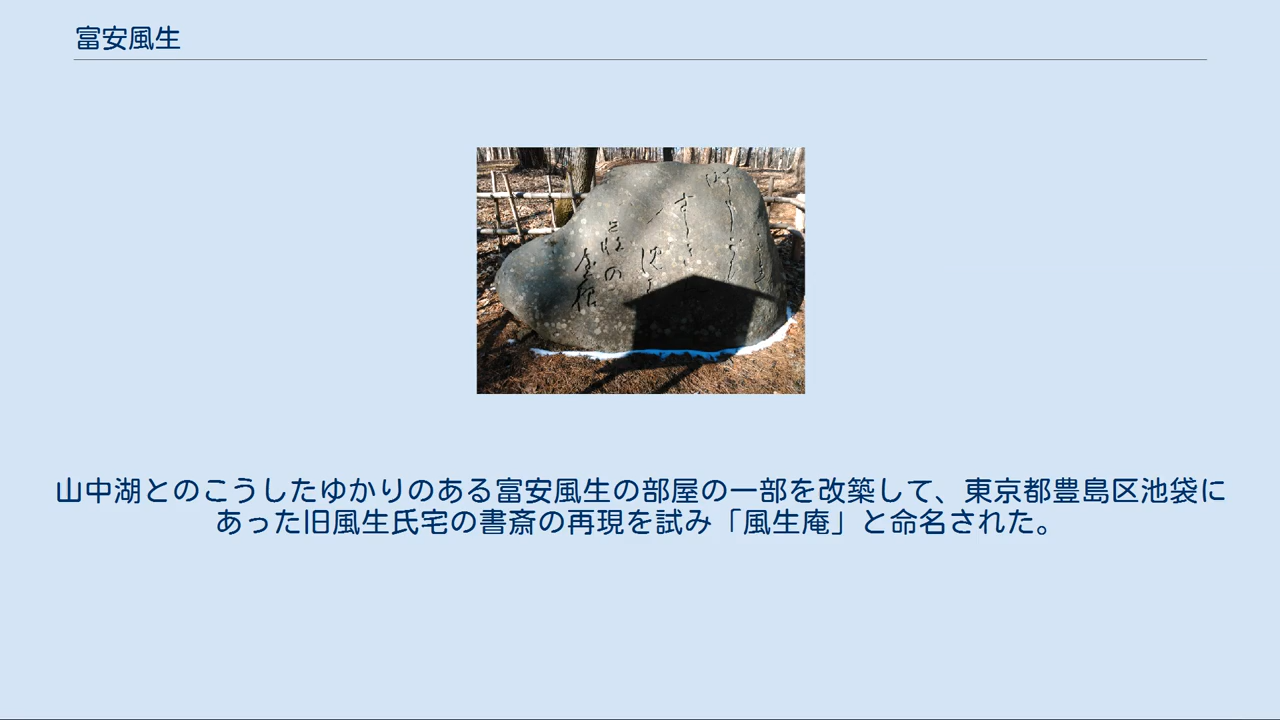 富安風生
山中湖とのこうしたゆかりのある富安風生の部屋の一部を改築して、東京都豊島区池袋に
あった旧風生氏宅の書斎の再現を試み「風生庵」と命名された。